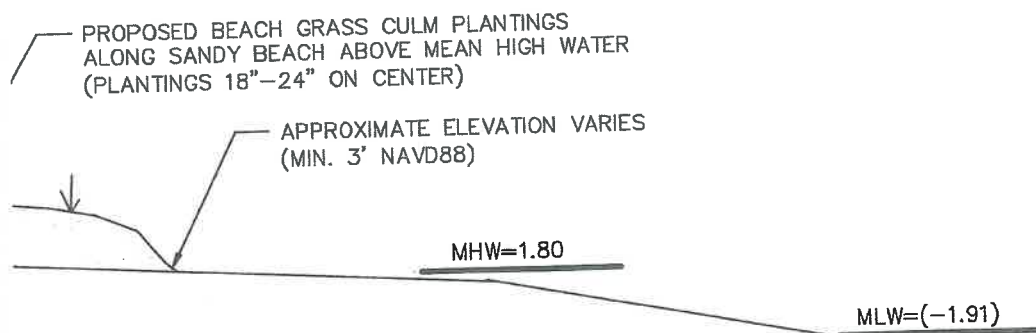 PROPOSED BEACH GRASS CULM PLANTINGS
ALONG SANDY BEACH ABOVE MEAN HIGH WATER
(PLANTINGS 18"-24" ON CENTER)
APPROXIMATE ELEVATION VARIES
(MIN. 3' NAVD88)
MHW=1.80
MLW=(-1.91)